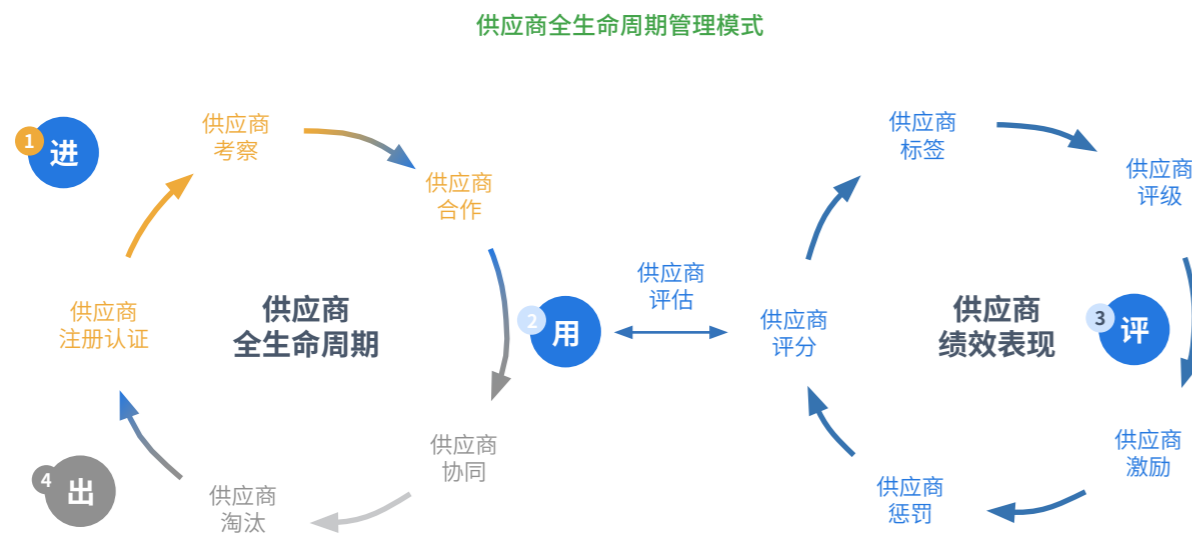 供应商全生命周期管理模式
1
进
供应商
考察
供应商
合作
供应商
注册认证
供应商
全生命周期
2
用
供应商
协同
供应商
淘汰
4
出
供应商
评估
供应商
评分
供应商
标签
供应商
评级
供应商
绩效表现
3
评
供应商
激励
供应商
惩罚